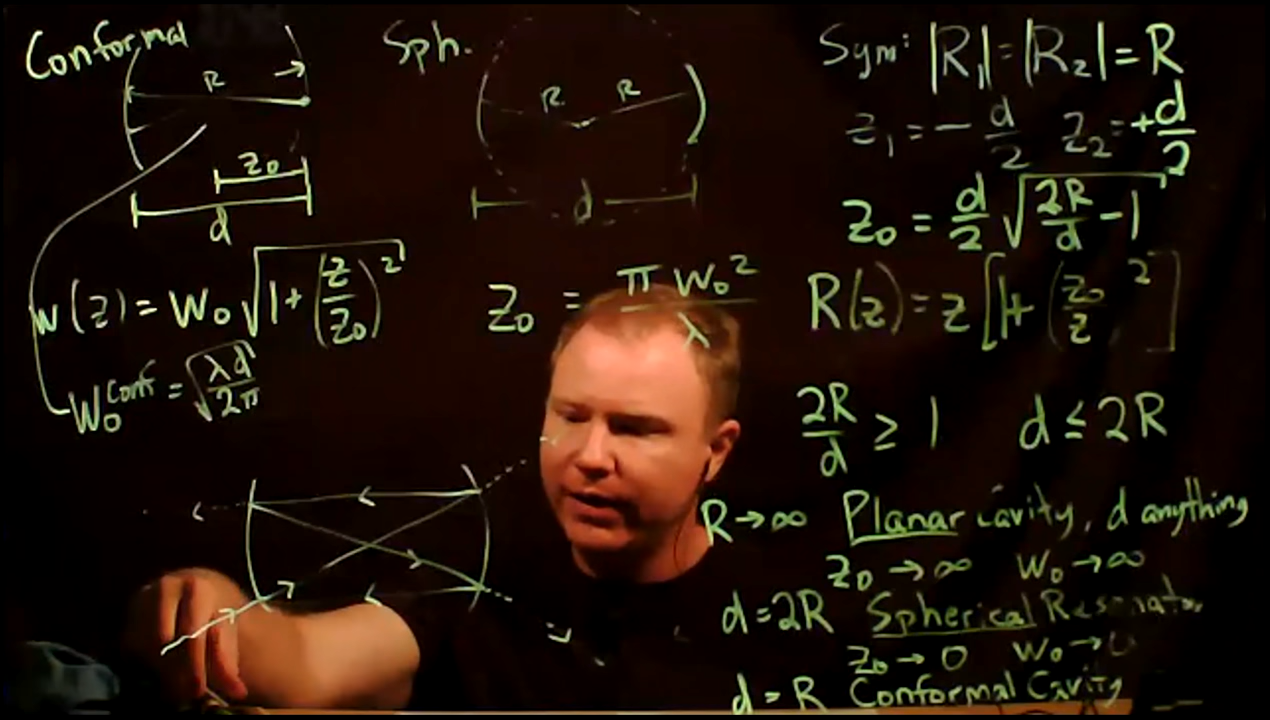 Conformal
R
z₀
d
w(z) = w₀ √(1 + (z/z₀)²)
w₀^conf = √(λd/2π)
Sph.
R R
d
z₀ = πw₀²/λ
Sym: |R₁| = |R₂| = R
z₁ = -d/2 z₂ = +d/2
z₀ = d/2 √(2R/d - 1)
R(z) = z[1 + (z₀/z)²]
2R/d ≥ 1 d ≤ 2R
R → ∞ Planar cavity, d anything
z₀ → ∞ w₀ → ∞
d = 2R Spherical Resonator
z₀ → 0 w₀ → 0
d = R Conformal Cavity